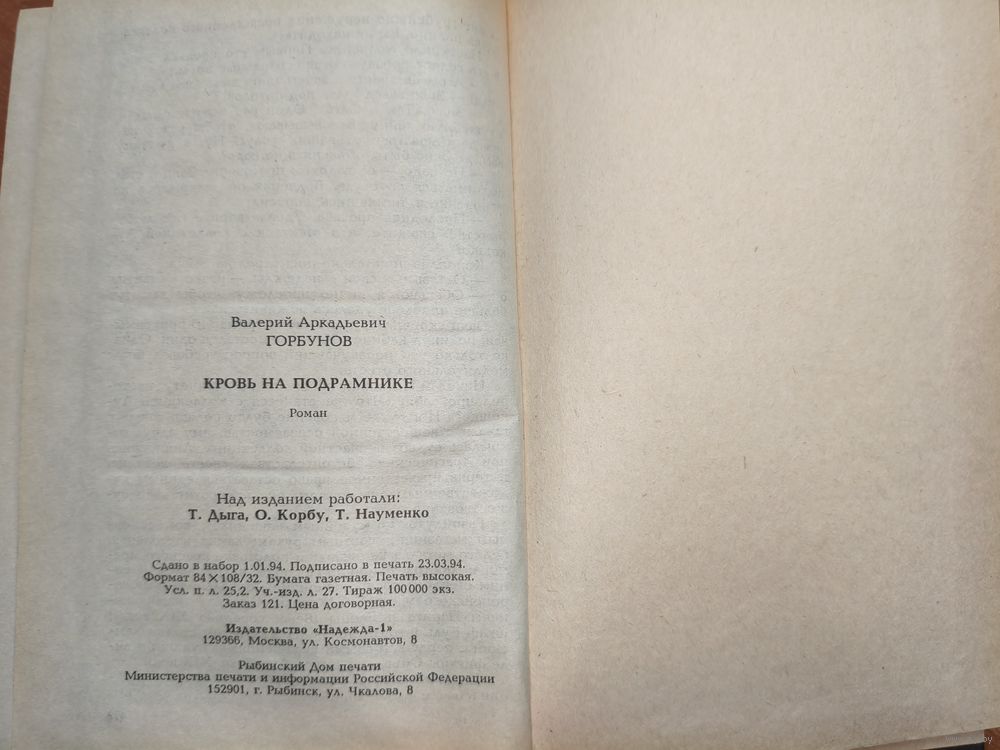 Валерий Аркадьевич
ГОРБУНОВ
КРОВЬ НА ПОДРАМНИКЕ
Роман
Над изданием работали:
Т. Дыга, О. Корбу, Т. Науменко
Сдано в набор 1.01.94. Подписано в печать 23.03.94.
Формат 84×108/32. Бумага газетная. Печать высокая.
Усл. п. л. 25,2. Уч.-изд. л. 27. Тираж 100000 экз.
Заказ 121. Цена договорная.
Издательство «Надежда-1»
129366, Москва, ул. Космонавтов, 8
Рыбинский Дом печати
Министерства печати и информации Российской Федерации
152901, г. Рыбинск, ул. Чкалова, 8